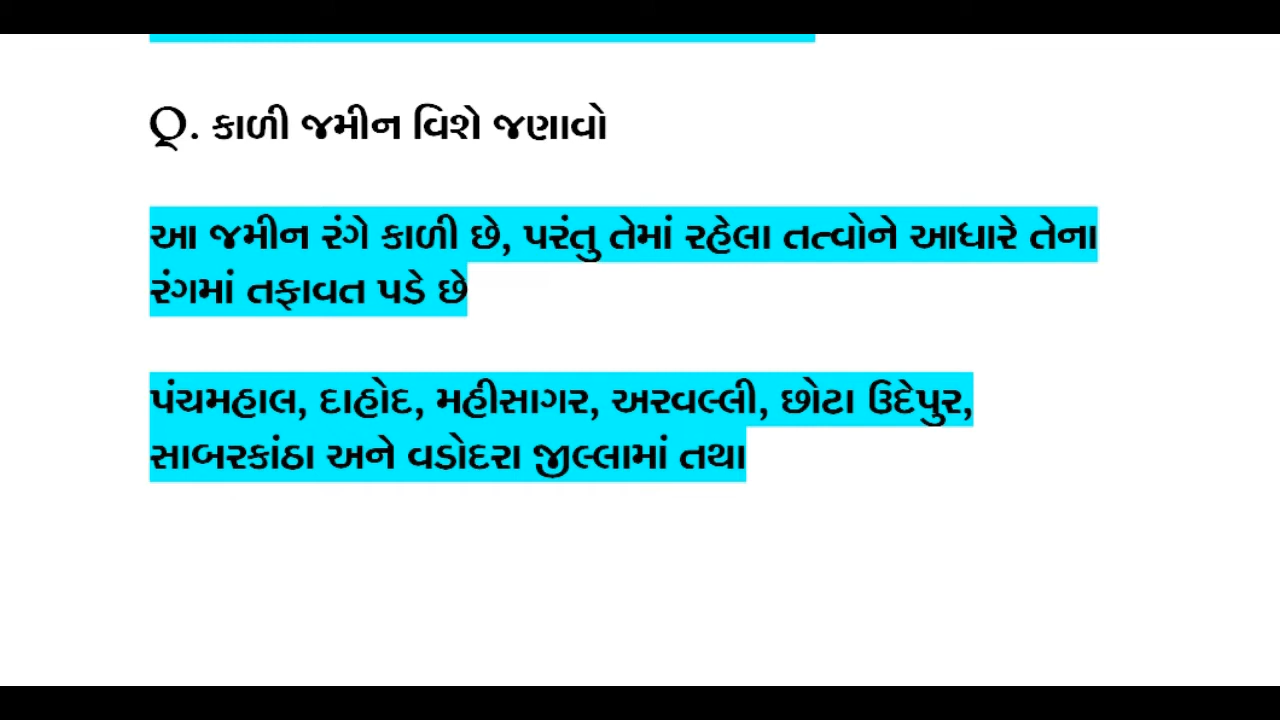 Q. કાળી જમીન વિશે જણાવો
આ જમીન રંગે કાળી છે, પરંતુ તેમાં રહેલા તત્વોને આધારે તેના
રંગમાં તફાવત પડે છે
પંચમહાલ, દાહોદ, મહીસાગર, અરવલ્લી, છોટા ઉદેપુર,
સાબરકાંઠા અને વડોદરા જીલ્લામાં તથા